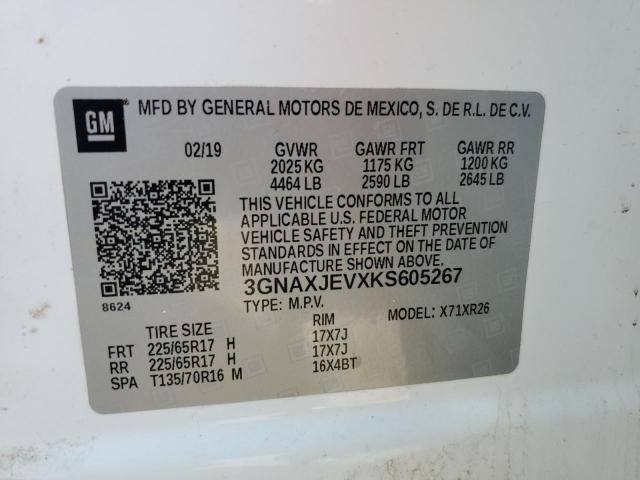 GM® MFD BY GENERAL MOTORS DE MEXICO, S. DE R.L. DE C.V.
02/19 GVWR GAWR FRT GAWR RR
2025 KG 1175 KG 1200 KG
4464 LB 2590 LB 2645 LB
THIS VEHICLE CONFORMS TO ALL
APPLICABLE U.S. FEDERAL MOTOR
VEHICLE SAFETY AND THEFT PREVENTION
STANDARDS IN EFFECT ON THE DATE OF
MANUFACTURE SHOWN ABOVE.
8624 3GNAXJEVXKS605267
TYPE: M.P.V. MODEL: X71XR26
TIRE SIZE RIM
FRT 225/65R17 H 17X7J
RR 225/65R17 H 17X7J
SPA T135/70R16 M 16X4BT